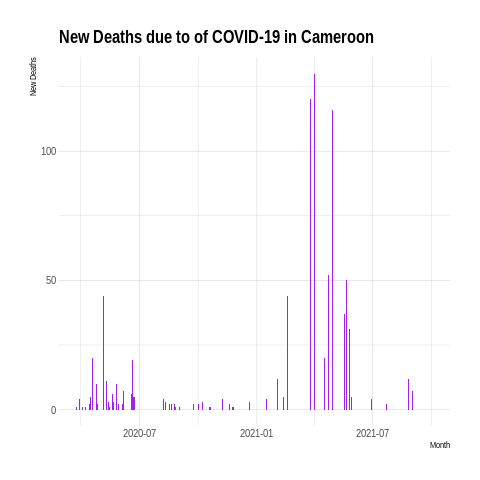 New Deaths due to of COVID-19 in Cameroon
New Deaths
100
50
0
2020-07
2021-01
2021-07
Month